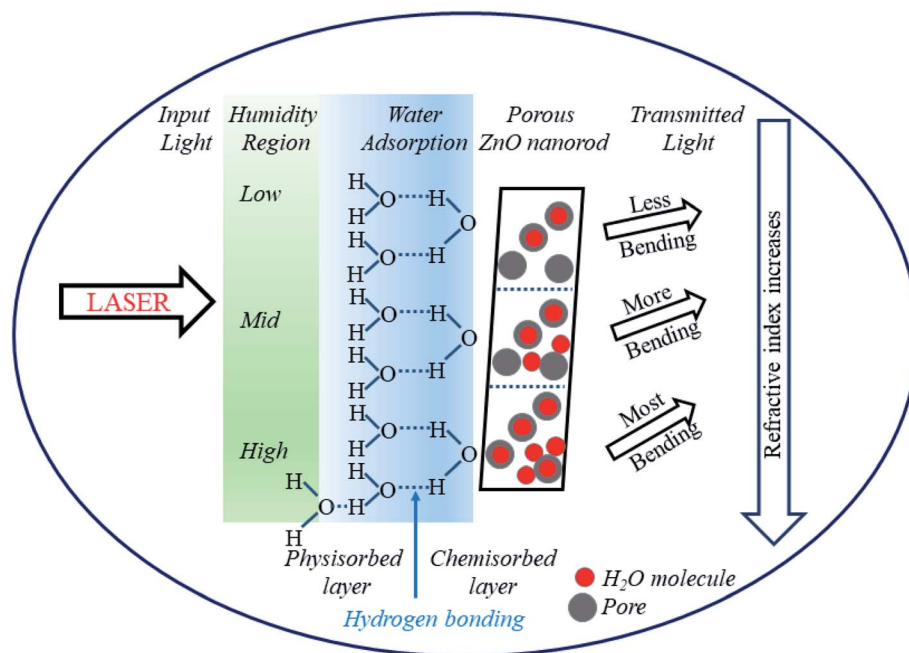 Input
Light
Humidity
Region
Water
Adsorption
Porous
ZnO nanorod
Transmitted
Light
Low
Mid
High
LASER
H
H
O
H
O
H
H
H
O
H
H
H
O
H
O
H
H
H
O
H
H
H
O
H
O
H
H
H
O
H
H
H
O
H
Less
Bending
More
Bending
Most
Bending
Refractive index increases
Physisorbed
layer
Chemisorbed
layer
Hydrogen bonding
H₂O molecule
Pore